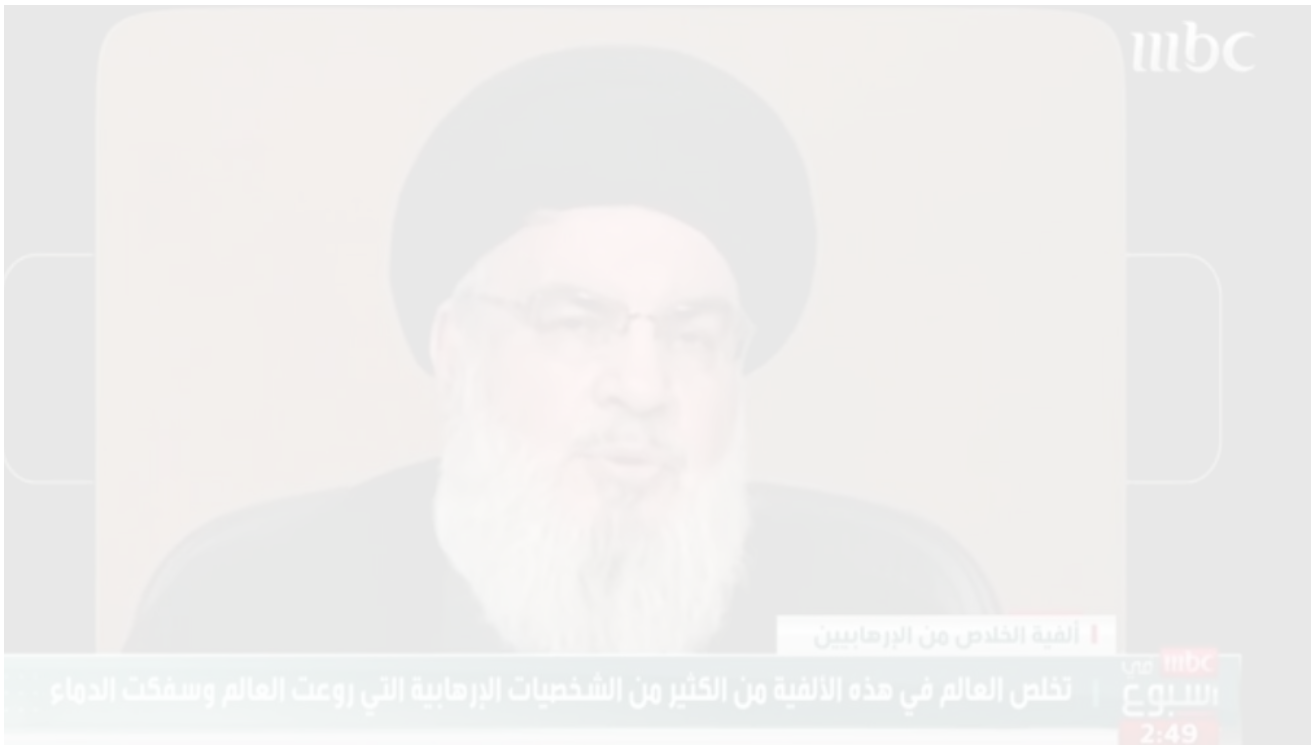 mbc
ألفية الخلاص من الإرهابيين
تخلص العالم في هذه الألفية من الكثير من الشخصيات الإرهابية التي روعت العالم وسفكت الدماء
mbc في
أسبوع
2:49